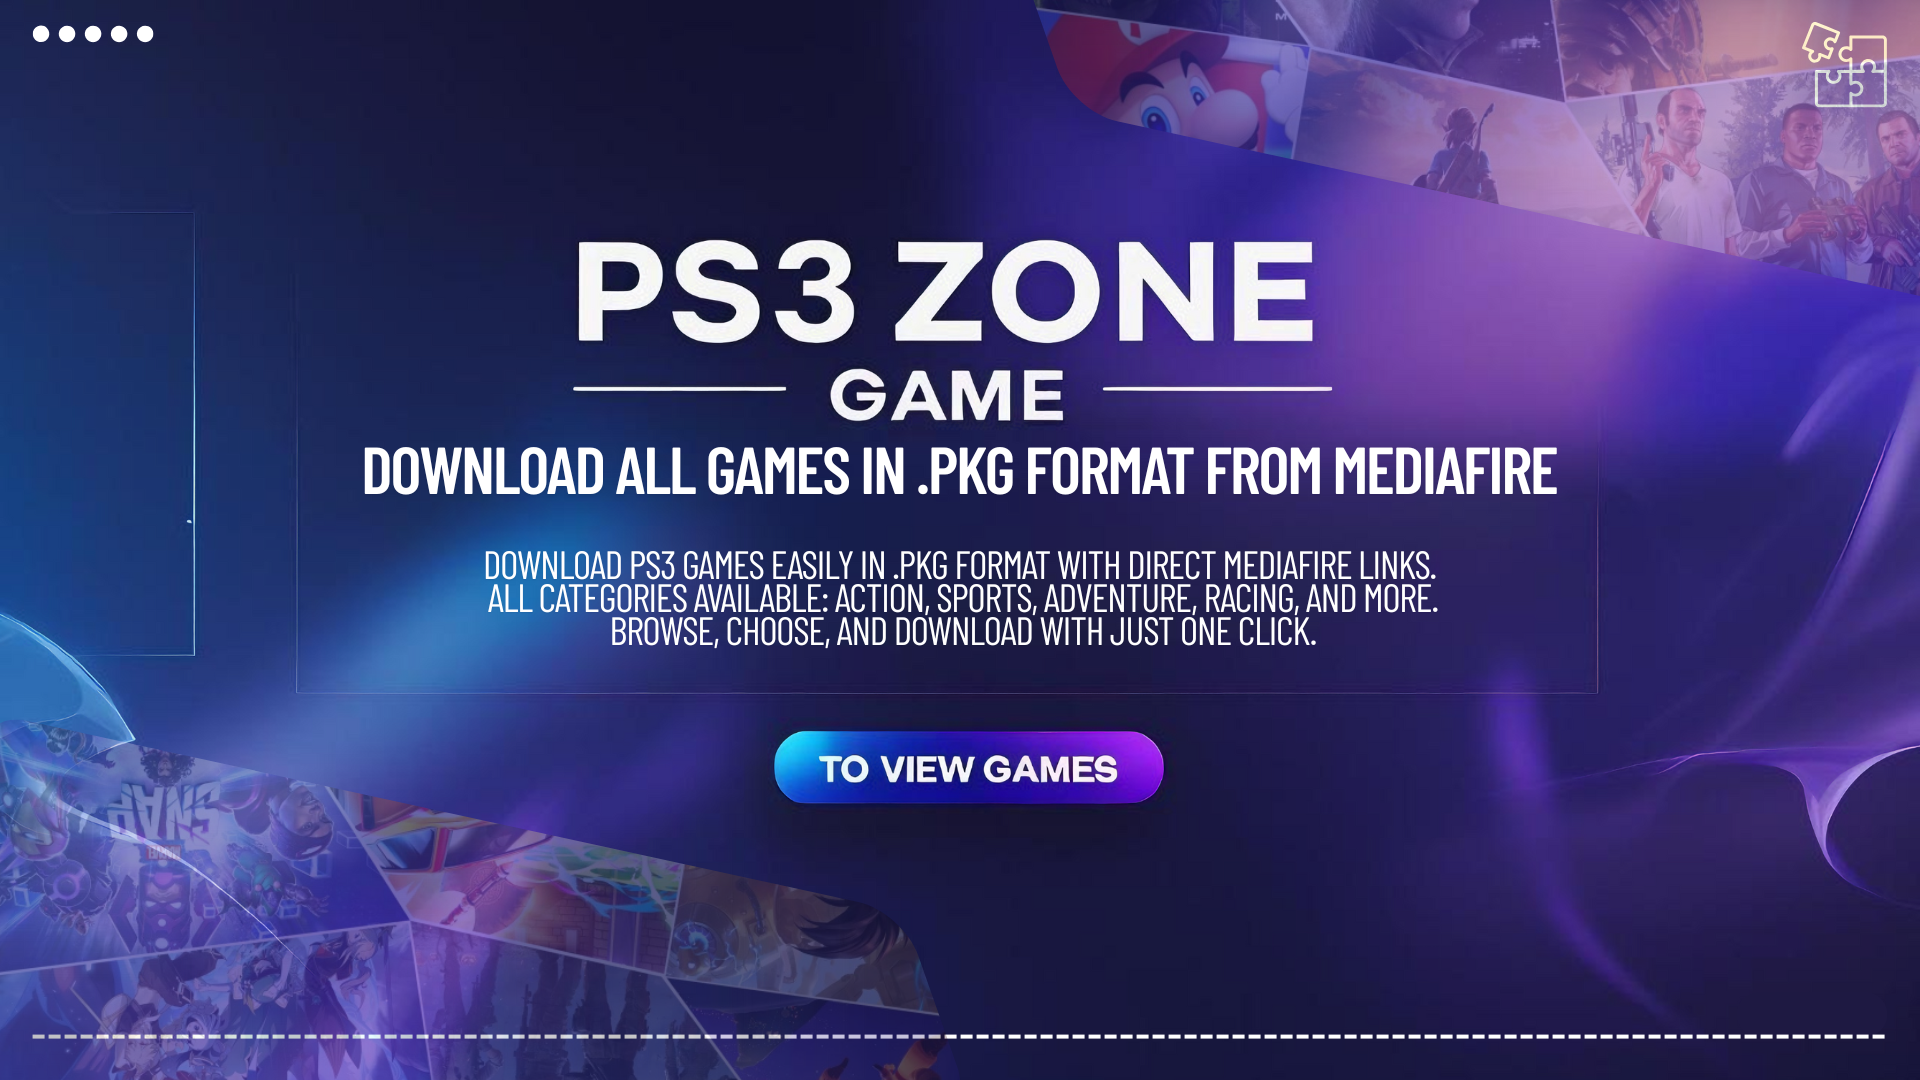 PS3 ZONE
GAME
DOWNLOAD ALL GAMES IN .PKG FORMAT FROM MEDIAFIRE
DOWNLOAD PS3 GAMES EASILY IN .PKG FORMAT WITH DIRECT MEDIAFIRE LINKS.
ALL CATEGORIES AVAILABLE: ACTION, SPORTS, ADVENTURE, RACING, AND MORE.
BROWSE, CHOOSE, AND DOWNLOAD WITH JUST ONE CLICK.
TO VIEW GAMES